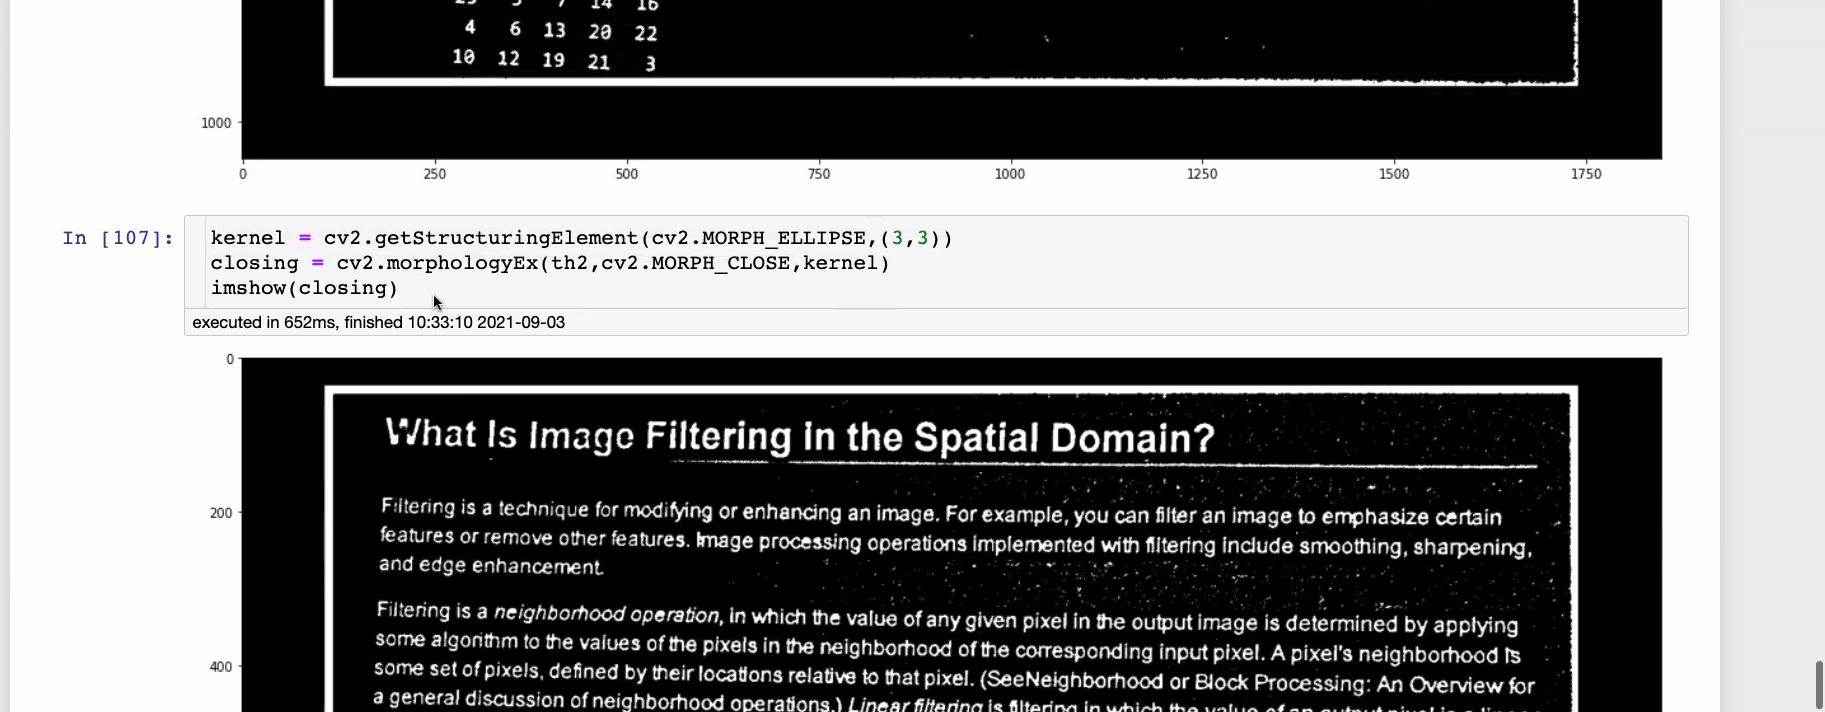 23 5 7 14 16
4 6 13 20 22
10 12 19 21 3
1000
0 250 500 750 1000 1250 1500 1750
In [107]:
kernel = cv2.getStructuringElement(cv2.MORPH_ELLIPSE,(3,3))
closing = cv2.morphologyEx(th2,cv2.MORPH_CLOSE,kernel)
imshow(closing)
executed in 652ms, finished 10:33:10 2021-09-03
0
What Is Image Filtering in the Spatial Domain?
200
Filtering is a technique for modifying or enhancing an image. For example, you can filter an image to emphasize certain
features or remove other features. Image processing operations implemented with filtering include smoothing, sharpening,
and edge enhancement.
Filtering is a neighborhood operation, in which the value of any given pixel in the output image is determined by applying
some algorithm to the values of the pixels in the neighborhood of the corresponding input pixel. A pixel's neighborhood is
400
some set of pixels, defined by their locations relative to that pixel. (SeeNeighborhood or Block Processing: An Overview for
a general discussion of neighborhood operations.) Linear filtering is filtering in which the value of an output pixel is a linear